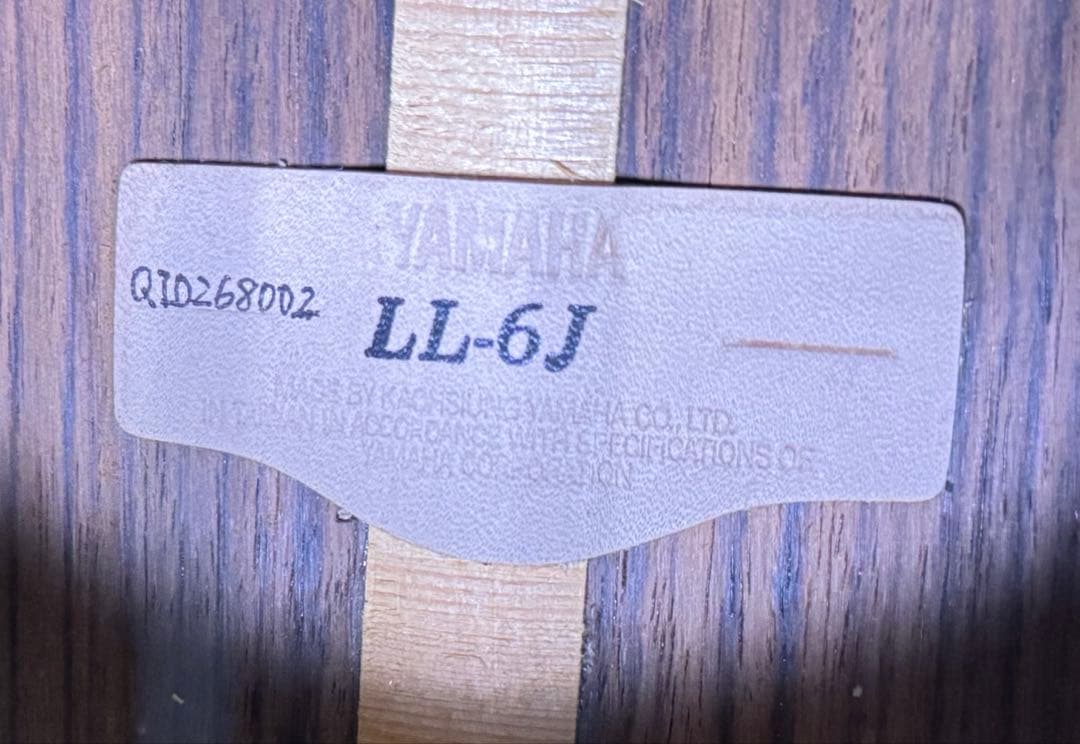 YAMAHA
QID268002
LL-6J
MADE BY KAOHSIUNG YAMAHA CO., LTD.
IN TAIWAN IN ACCORDANCE WITH SPECIFICATIONS OF
YAMAHA CORPORATION